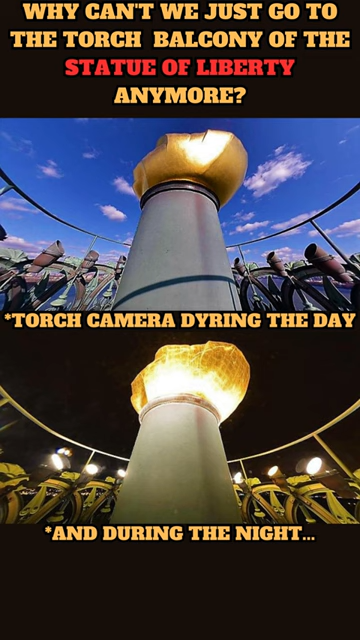 WHY CAN'T WE JUST GO TO
THE TORCH BALCONY OF THE
STATUE OF LIBERTY
ANYMORE?
*TORCH CAMERA DYRING THE DAY
*AND DURING THE NIGHT...